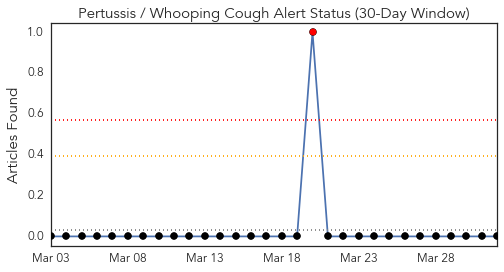 Pertussis / Whooping Cough Alert Status (30-Day Window)
Articles Found
1.0
0.8
0.6
0.4
0.2
0.0
Mar 03 Mar 08 Mar 13 Mar 18 Mar 23 Mar 28